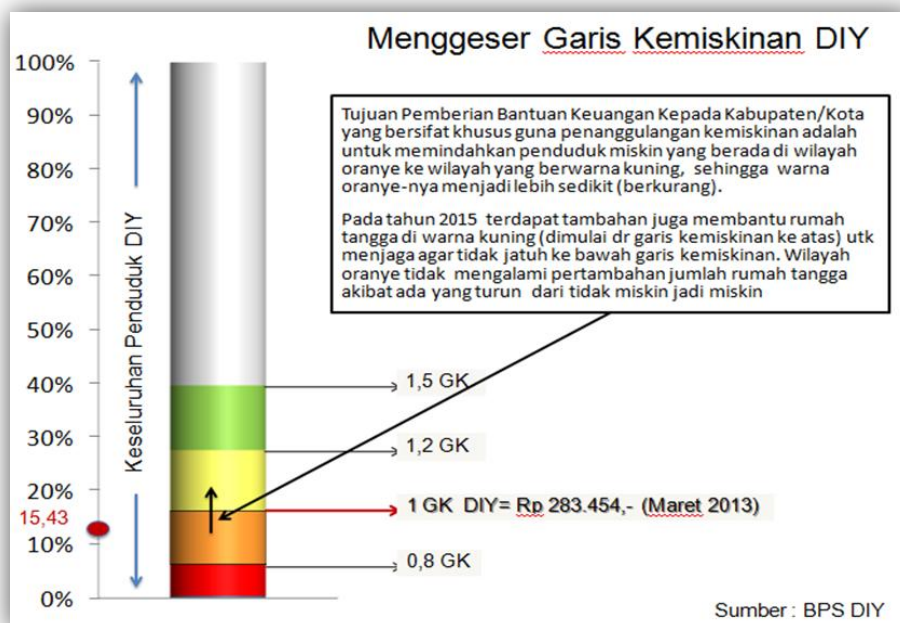 Menggeser Garis Kemiskinan DIY
100%
90%
80%
70%
60%
50%
40%
30%
20%
15,43
10%
0%
Keseluruhan Penduduk DIY
Tujuan Pemberian Bantuan Keuangan Kepada Kabupaten/Kota
yang bersifat khusus guna penanggulangan kemiskinan adalah
untuk memindahkan penduduk miskin yang berada di wilayah
oranye ke wilayah yang berwarna kuning, sehingga warna
oranye-nya menjadi lebih sedikit (berkurang).
Pada tahun 2015 terdapat tambahan juga membantu rumah
tangga di warna kuning (dimulai dr garis kemiskinan ke atas) utk
menjaga agar tidak jatuh ke bawah garis kemiskinan. Wilayah
oranye tidak mengalami pertambahan jumlah rumah tangga
akibat ada yang turun dari tidak miskin jadi miskin
1,5 GK
1,2 GK
1 GK DIY= Rp 283.454,- (Maret 2013)
0,8 GK
Sumber : BPS DIY